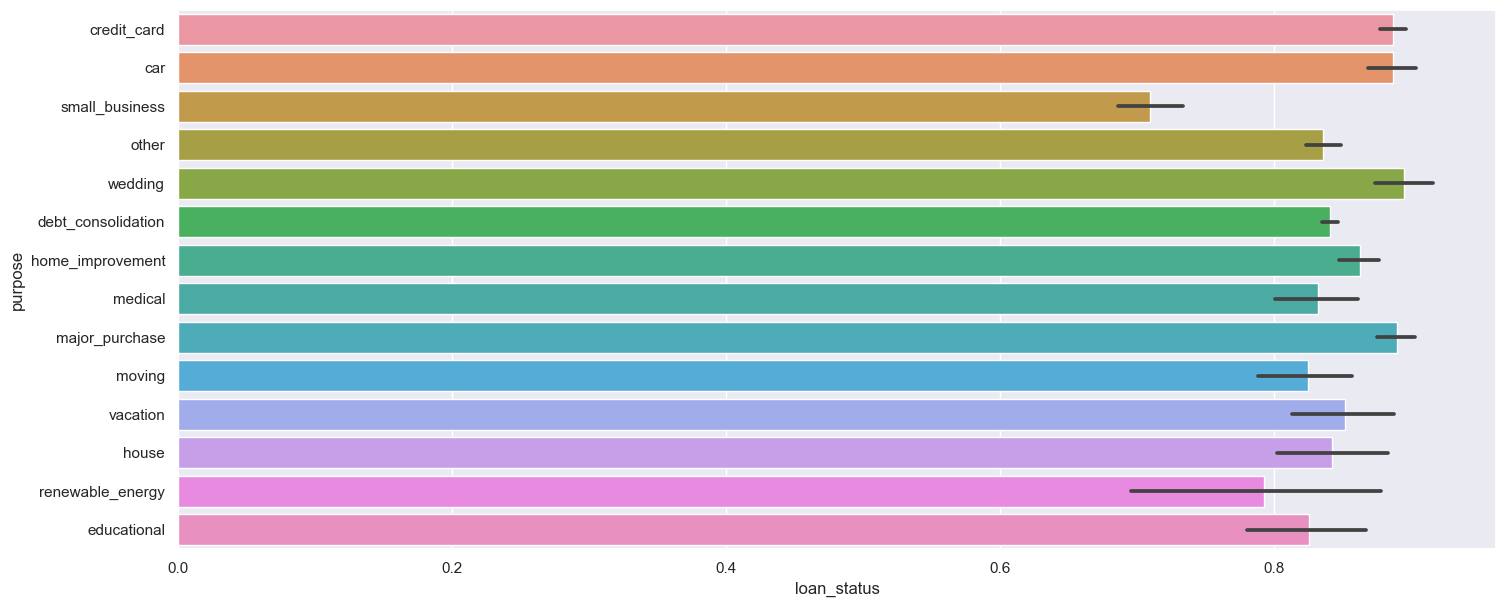 credit_card
car
small_business
other
wedding
debt_consolidation
home_improvement
medical
major_purchase
moving
vacation
house
renewable_energy
educational
purpose
0.0 0.2 0.4 0.6 0.8
loan_status